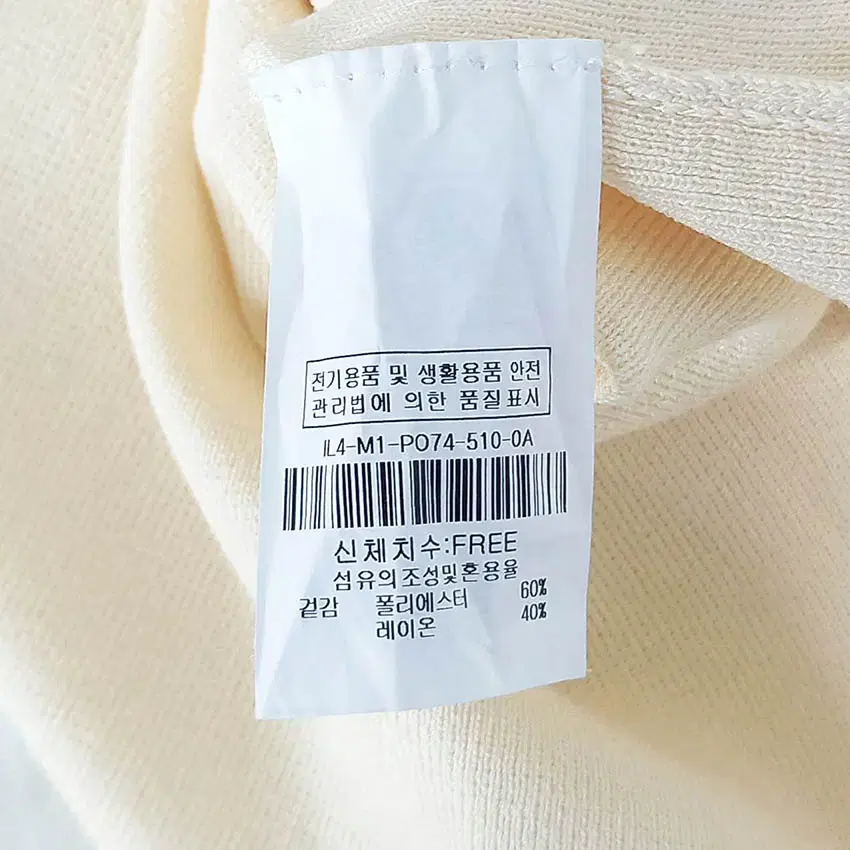 전기용품 및 생활용품 안전
관리법에 의한 품질표시
IL4-M1-PO74-510-0A
신체치수:FREE
섬유의조성및혼용율
겉감 폴리에스터 60%
레이온 40%